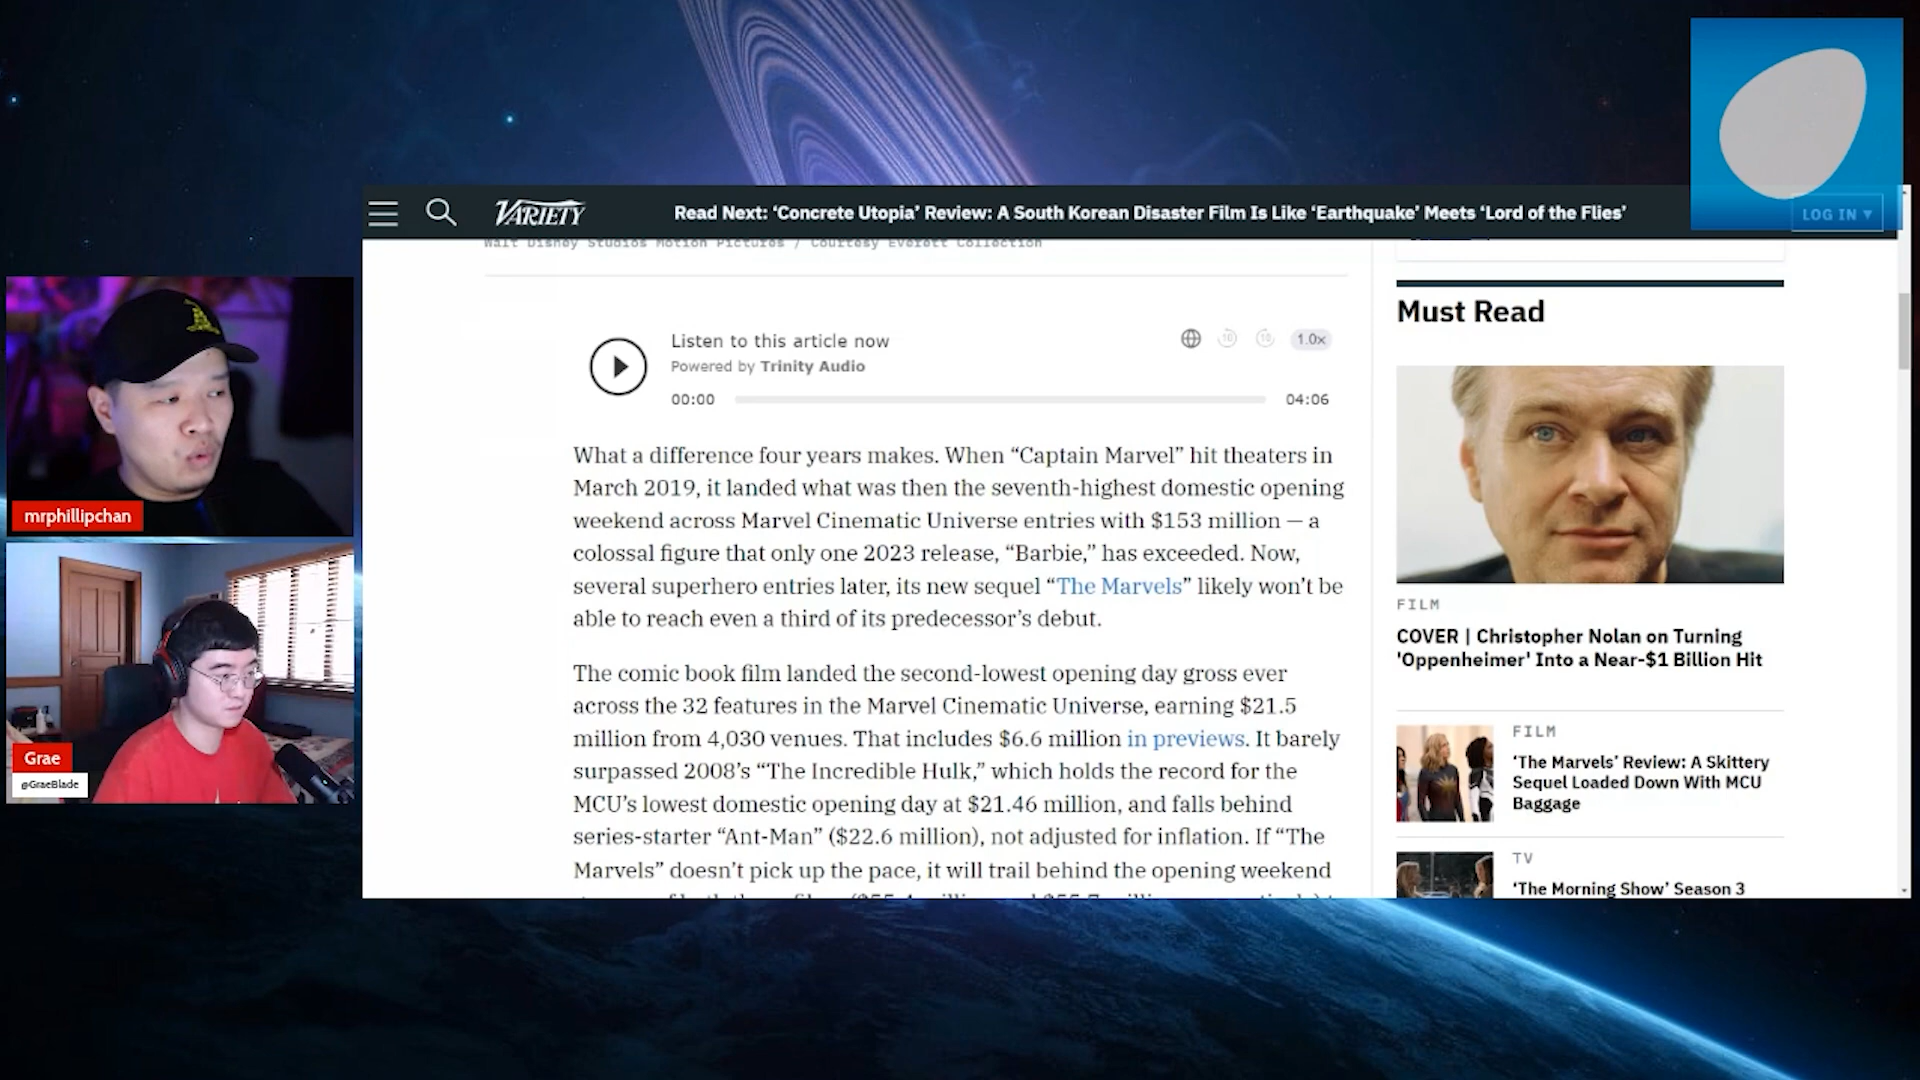 VARIETY
Read Next: ‘Concrete Utopia’ Review: A South Korean Disaster Film Is Like ‘Earthquake’ Meets ‘Lord of the Flies’
LOG IN ▾
Walt Disney Studios Motion Pictures / Courtesy Everett Collection
Listen to this article now
Powered by Trinity Audio
10
10
1.0x
00:00
04:06
What a difference four years makes. When “Captain Marvel” hit theaters in
March 2019, it landed what was then the seventh-highest domestic opening
weekend across Marvel Cinematic Universe entries with $153 million — a
colossal figure that only one 2023 release, “Barbie,” has exceeded. Now,
several superhero entries later, its new sequel “The Marvels” likely won’t be
able to reach even a third of its predecessor’s debut.
The comic book film landed the second-lowest opening day gross ever
across the 32 features in the Marvel Cinematic Universe, earning $21.5
million from 4,030 venues. That includes $6.6 million in previews. It barely
surpassed 2008’s “The Incredible Hulk,” which holds the record for the
MCU’s lowest domestic opening day at $21.46 million, and falls behind
series-starter “Ant-Man” ($22.6 million), not adjusted for inflation. If “The
Marvels” doesn’t pick up the pace, it will trail behind the opening weekend
Must Read
FILM
COVER | Christopher Nolan on Turning
'Oppenheimer' Into a Near-$1 Billion Hit
FILM
‘The Marvels’ Review: A Skittery
Sequel Loaded Down With MCU
Baggage
TV
‘The Morning Show’ Season 3
mrphillipchan
Grae
@GraeBlade